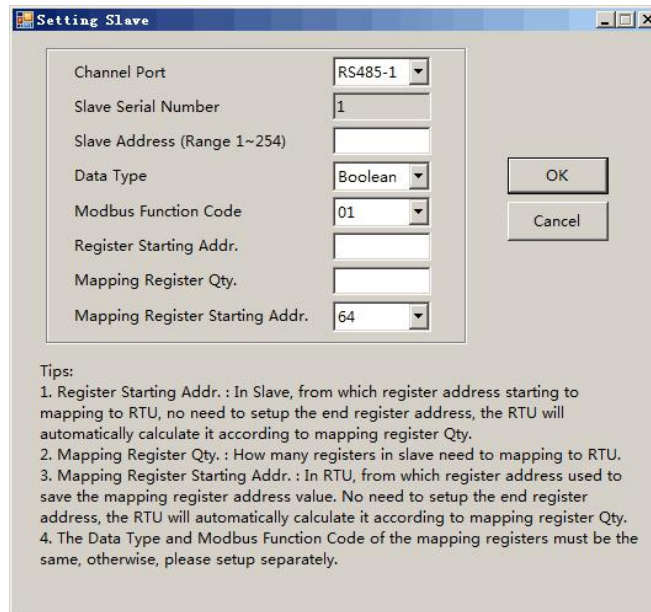 Setting Slave
Channel Port RS485-1
Slave Serial Number 1
Slave Address (Range 1~254)
Data Type Boolean
OK
Modbus Function Code 01
Cancel
Register Starting Addr.
Mapping Register Qty.
Mapping Register Starting Addr. 64
Tips:
1. Register Starting Addr. : In Slave, from which register address starting to
mapping to RTU, no need to setup the end register address, the RTU will
automatically calculate it according to mapping register Qty.
2. Mapping Register Qty. : How many registers in slave need to mapping to RTU.
3. Mapping Register Starting Addr. : In RTU, from which register address used to
save the mapping register address value. No need to setup the end register
address, the RTU will automatically calculate it according to mapping register Qty.
4. The Data Type and Modbus Function Code of the mapping registers must be the
same, otherwise, please setup separately.